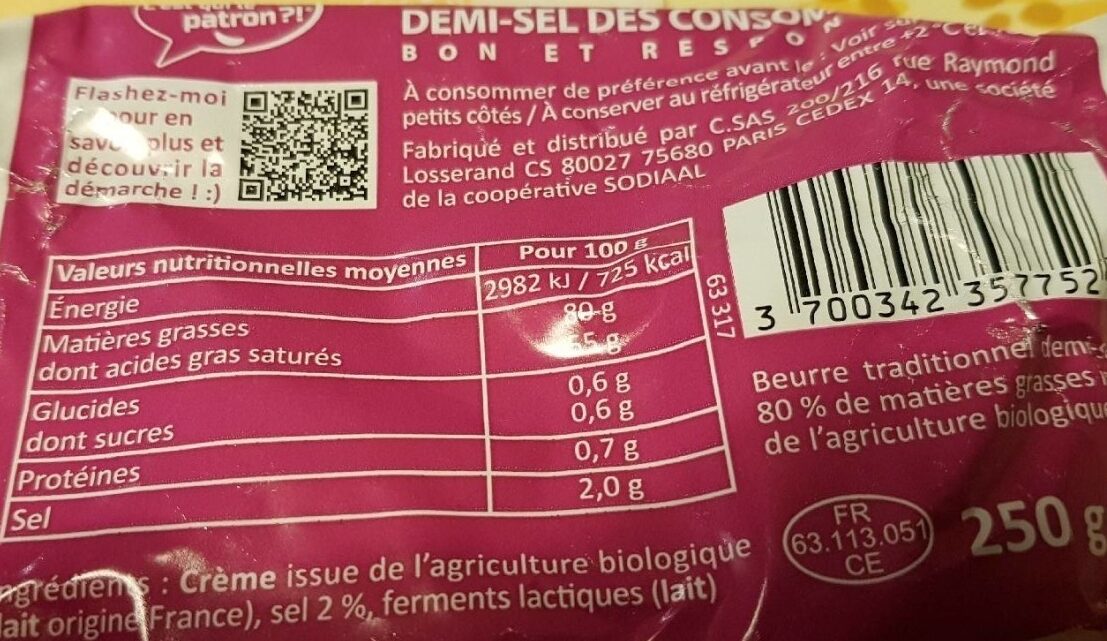 patron ?!
DEMI-SEL DES
BON ET
Flashez-moi
pour en
plus et
découvrir la
démarche ! :)
À consommer de préférence avant le : voir sur
petits côtés / À conserver au réfrigérateur entre +2
Fabriqué et distribué par C.SAS 200/216 rue Raymond
Losserand CS 80027 75680 PARIS CEDEX 14, une société
de la coopérative SODIAAL
Valeurs nutritionnelles moyennes Pour 100 g
Énergie 2982 kJ / 725 kcal
Matières grasses 80 g
dont acides gras saturés 55 g
Glucides 0,6 g
dont sucres 0,6 g
Protéines 0,7 g
Sel 2,0 g
63 317
3 700342 357752
Beurre traditionnel demi-
80 % de matières grasses
de l'agriculture biologique
FR
63.113.051
CE
250 g
Ingrédients : Crème issue de l'agriculture biologique
lait origine France), sel 2 %, ferments lactiques (lait)